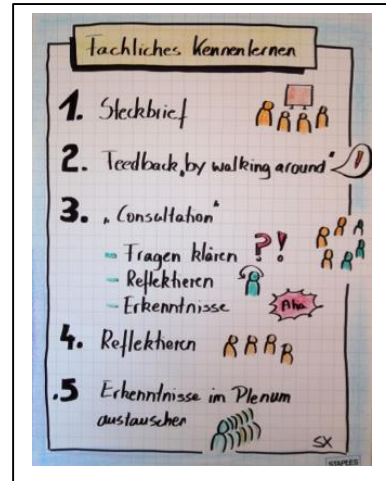 Fachliches Kennenlernen
1. Steckbrief
2. Feedback „by walking around“
!
3. „Consultation“
- Fragen klären ?!
- Reflektieren
- Erkenntnisse
Aha
4. Reflektieren
.5 Erkenntnisse im Plenum
austauschen
SX
STAPLES